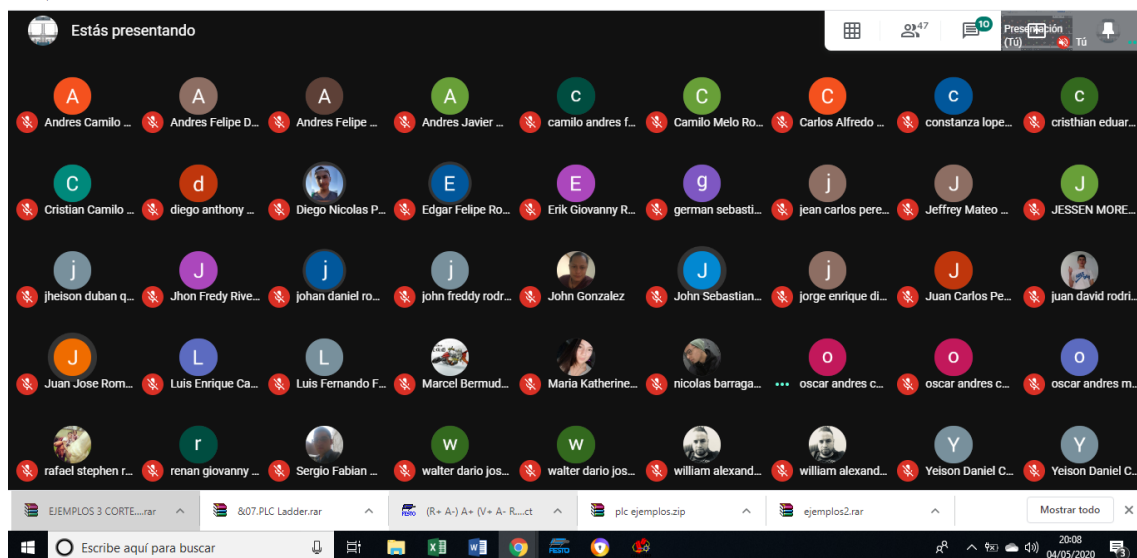 Estás presentando
47
10
Presentación
(Tú)
Tú
A A A A c C C c c
Andres Camilo ... Andres Felipe D... Andres Felipe ... Andres Javier ... camilo andres f... Camilo Melo Ro... Carlos Alfredo ... constanza lope... cristhian eduar...
C d E E g j J J
Cristian Camilo ... diego anthony ... Diego Nicolas P... Edgar Felipe Ro... Erik Giovanny R... german sebasti... jean carlos pere... Jeffrey Mateo ... JESSEN MORE...
j J j j J j J
jheison duban q... Jhon Fredy Rive... johan daniel ro... john freddy rodr... John Gonzalez John Sebastian... jorge enrique di... Juan Carlos Pe... juan david rodri...
J L L o o o
Juan Jose Rom... Luis Enrique Ca... Luis Fernando F... Marcel Bermud... Maria Katherine... nicolas barraga... oscar andres c... oscar andres c... oscar andres m...
r w w Y Y
rafael stephen r... renan giovanny ... Sergio Fabian ... walter dario jos... walter dario jos... william alexand... william alexand... Yeison Daniel C... Yeison Daniel C...
EJEMPLOS 3 CORTE....rar &07.PLC Ladder.rar FESTO (R+ A-) A+ (V+ A- R....ct plc ejemplos.zip ejemplos2.rar Mostrar todo
Escribe aquí para buscar FESTO 20:08
04/05/2020 3